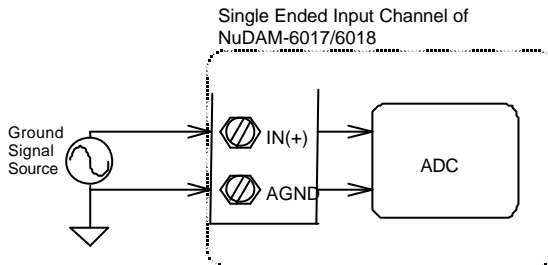 Single Ended Input Channel of
NuDAM-6017/6018
Ground
Signal
Source
IN(+)
AGND
ADC